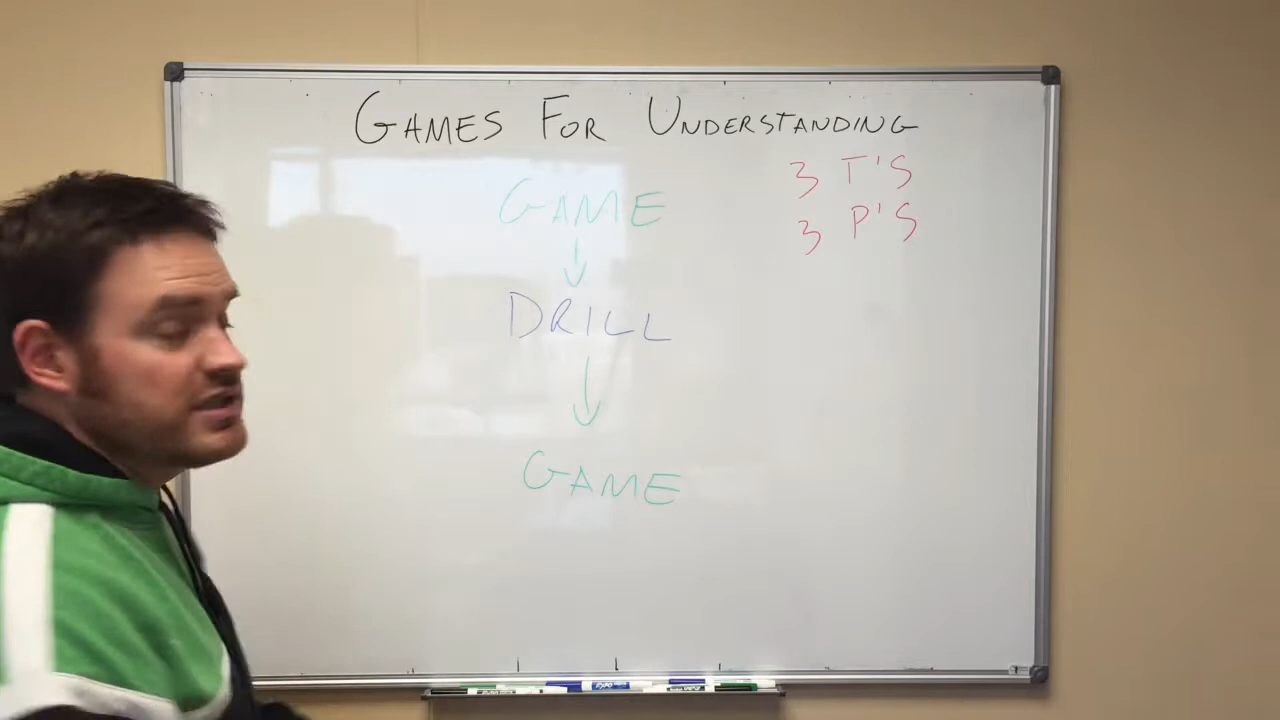 GAMES FOR UNDERSTANDING
3 T'S
3 P'S
GAME
DRILL
GAME